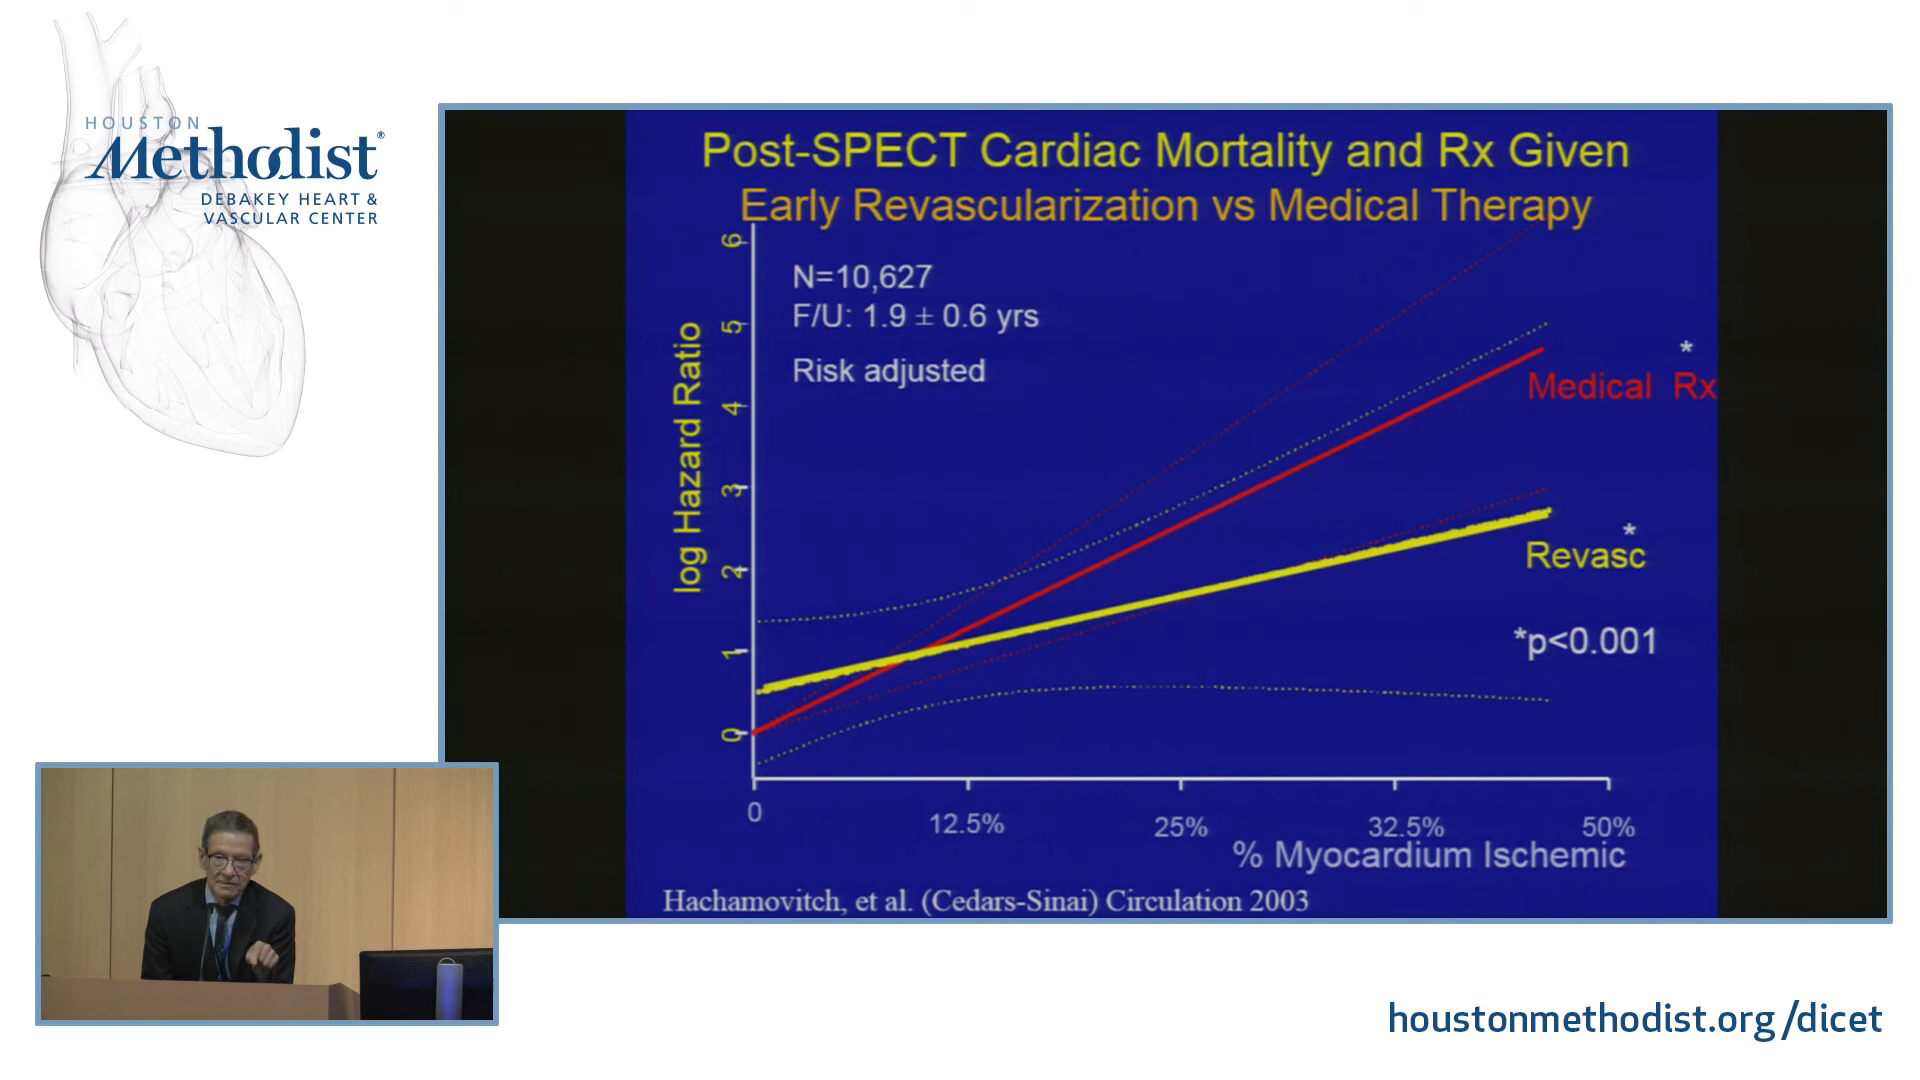 HOUSTON
Methodist®
DEBAKEY HEART &
VASCULAR CENTER
Post-SPECT Cardiac Mortality and Rx Given
Early Revascularization vs Medical Therapy
N=10,627
F/U: 1.9 ± 0.6 yrs
Risk adjusted
log Hazard Ratio
6
5
4
3
2
1
0
*
Medical Rx
*
Revasc
*p<0.001
0
12.5%
25%
32.5%
50%
% Myocardium Ischemic
Hachamovitch, et al. (Cedars-Sinai) Circulation 2003
houstonmethodist.org/dicet